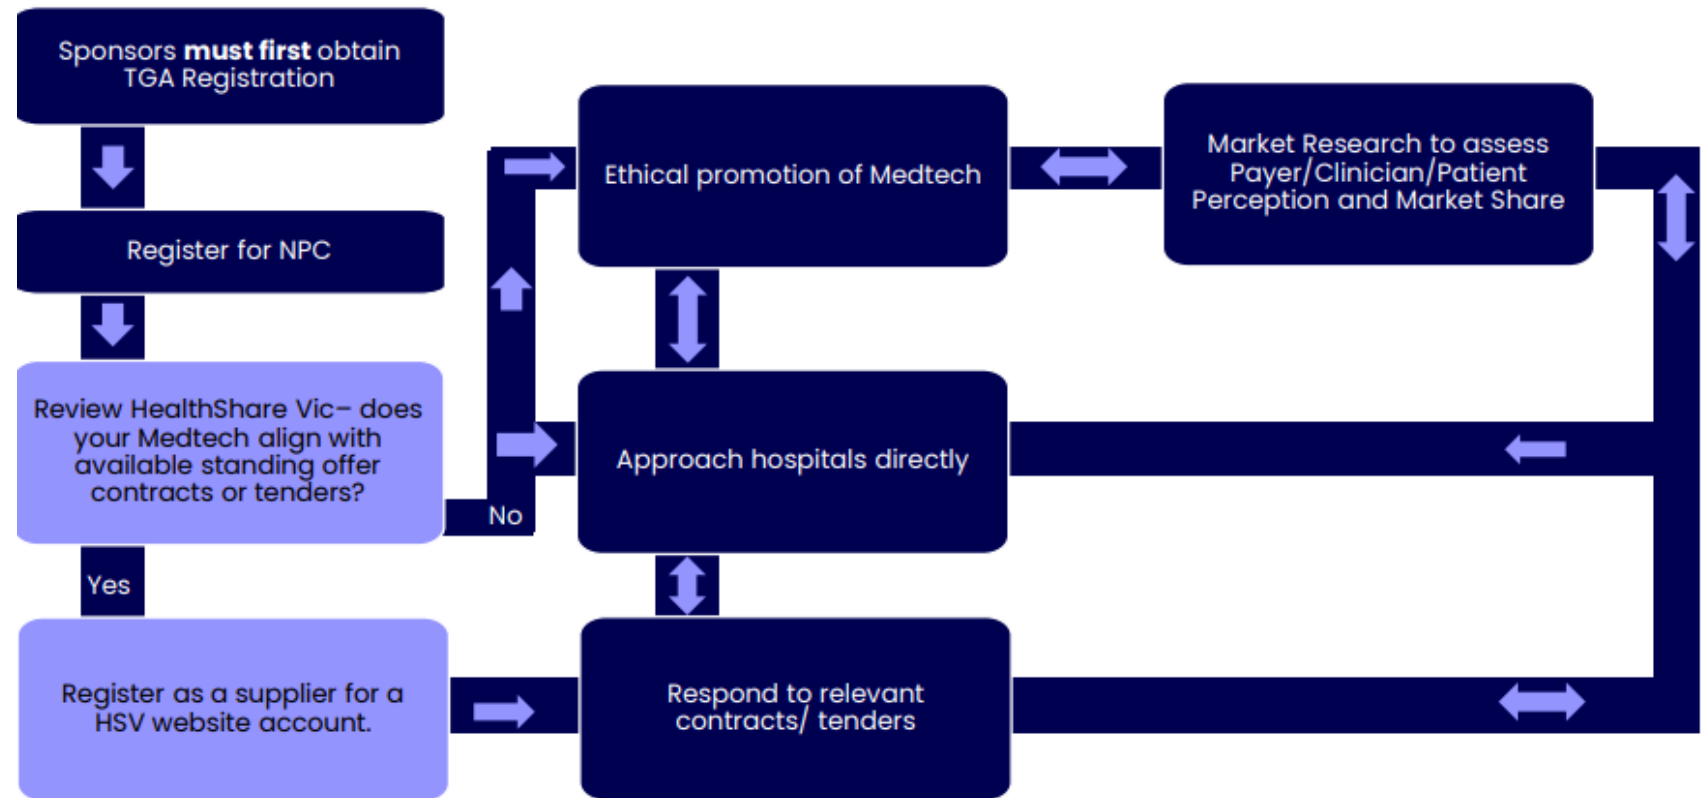 Sponsors must first obtain
TGA Registration
Register for NPC
Review HealthShare Vic– does
your Medtech align with
available standing offer
contracts or tenders?
No
Yes
Register as a supplier for a
HSV website account.
Ethical promotion of Medtech
Approach hospitals directly
Respond to relevant
contracts/ tenders
Market Research to assess
Payer/Clinician/Patient
Perception and Market Share